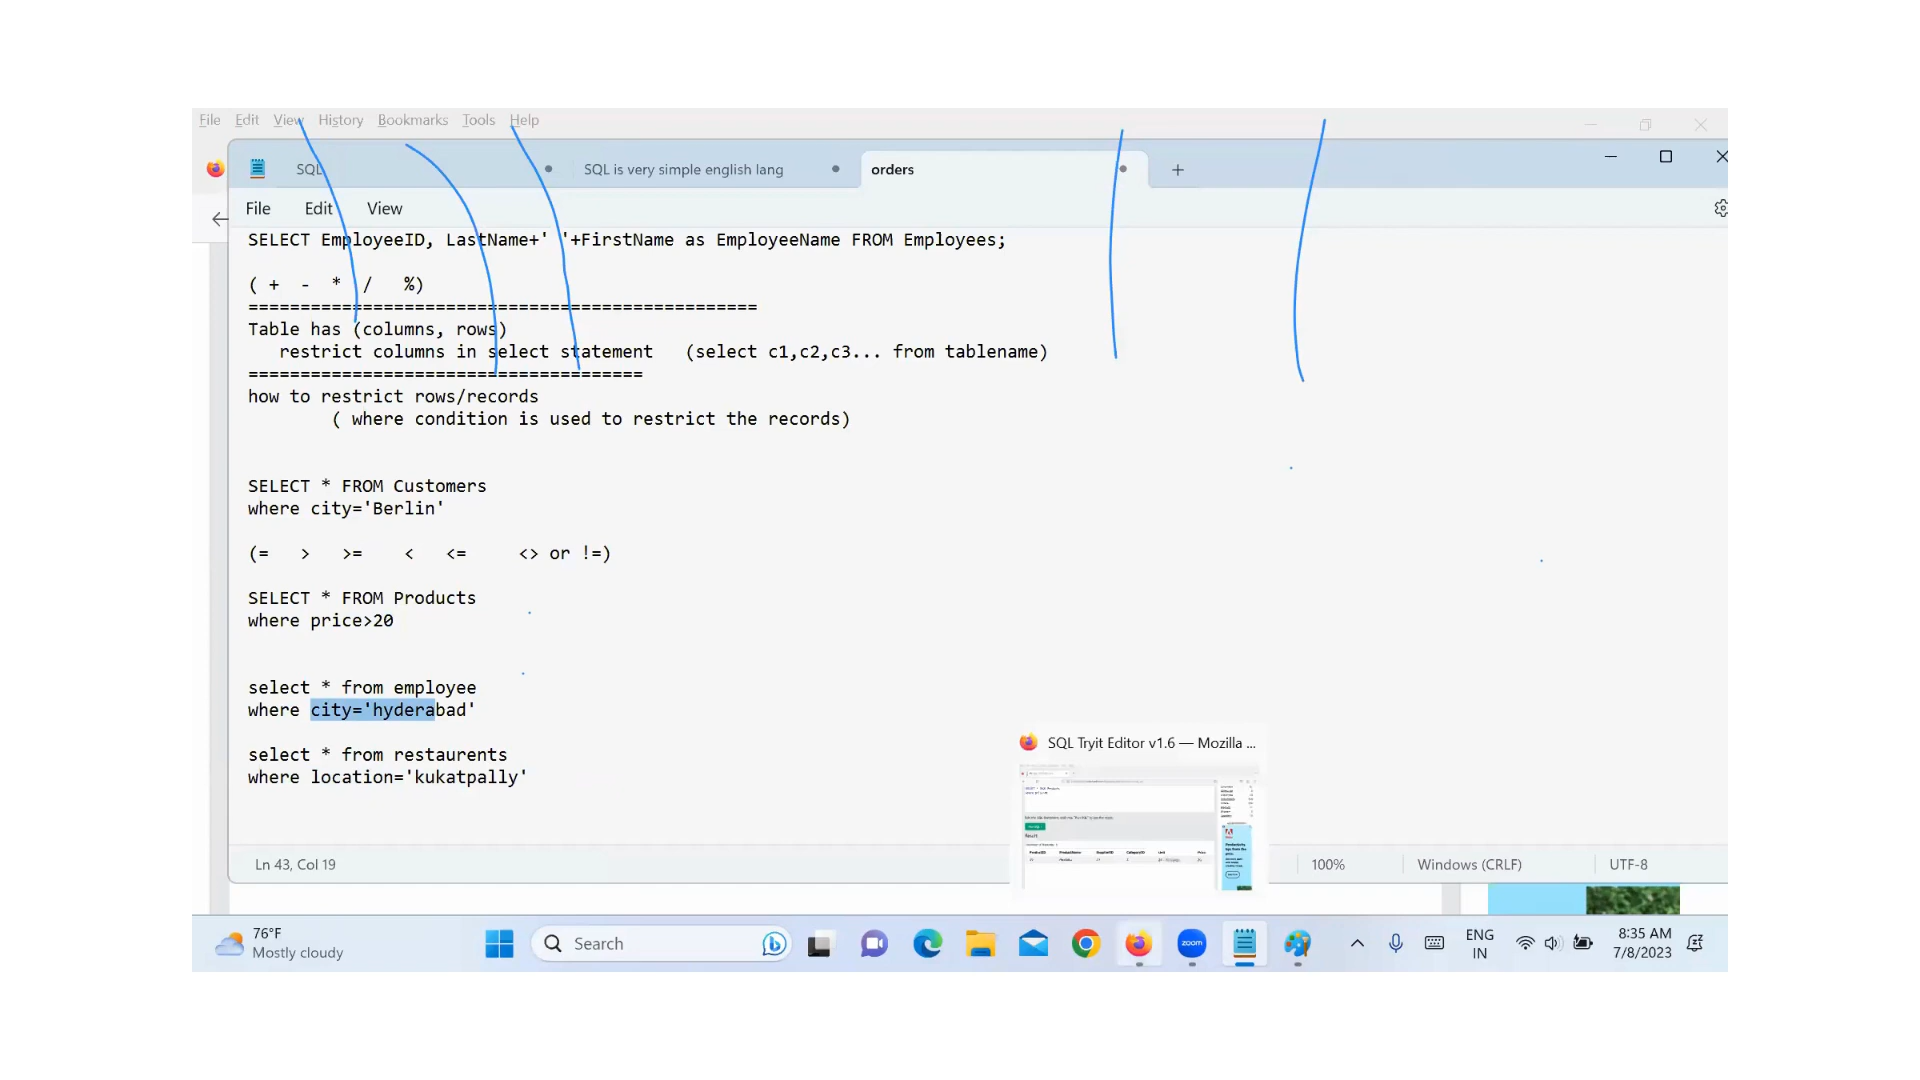 File Edit View History Bookmarks Tools Help
SQL SQL is very simple english lang orders
File Edit View
SELECT EmployeeID, LastName+' '+FirstName as EmployeeName FROM Employees;
( + - * / %)
=================================================
Table has (columns, rows)
restrict columns in select statement (select c1,c2,c3... from tablename)
======================================
how to restrict rows/records
( where condition is used to restrict the records)
SELECT * FROM Customers
where city='Berlin'
(= > >= < <= <> or !=)
SELECT * FROM Products
where price>20
select * from employee
where city='hyderabad'
select * from restaurents
where location='kukatpally'
SQL Tryit Editor v1.6 — Mozilla ...
Ln 43, Col 19 100% Windows (CRLF) UTF-8
76°F
Mostly cloudy
Search
zoom
ENG
IN
8:35 AM
7/8/2023